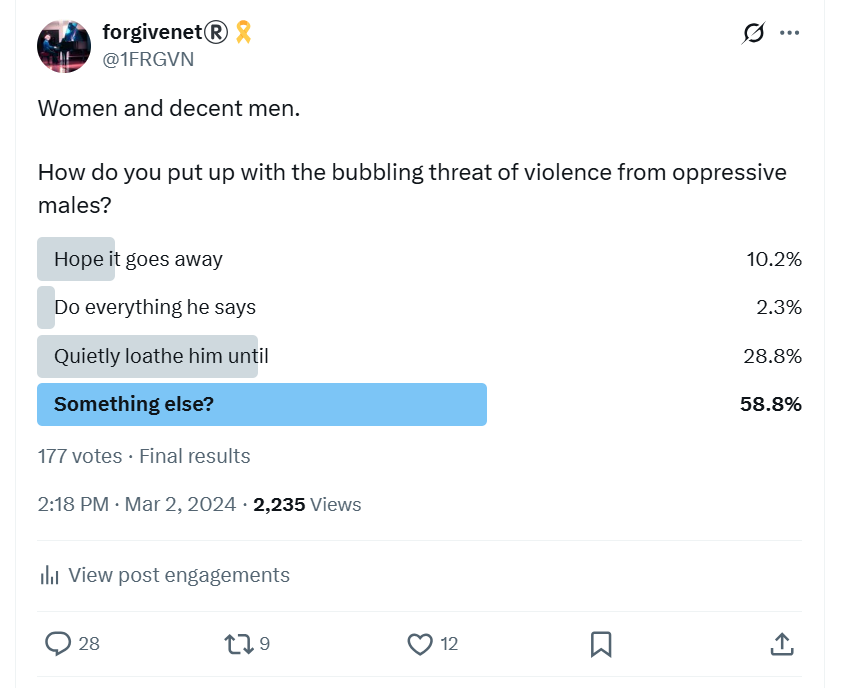 forgivenet®🎗
@1FRGVN
Women and decent men.
How do you put up with the bubbling threat of violence from oppressive
males?
Hope it goes away 10.2%
Do everything he says 2.3%
Quietly loathe him until 28.8%
Something else? 58.8%
177 votes · Final results
2:18 PM · Mar 2, 2024 · 2,235 Views
View post engagements
28 9 12